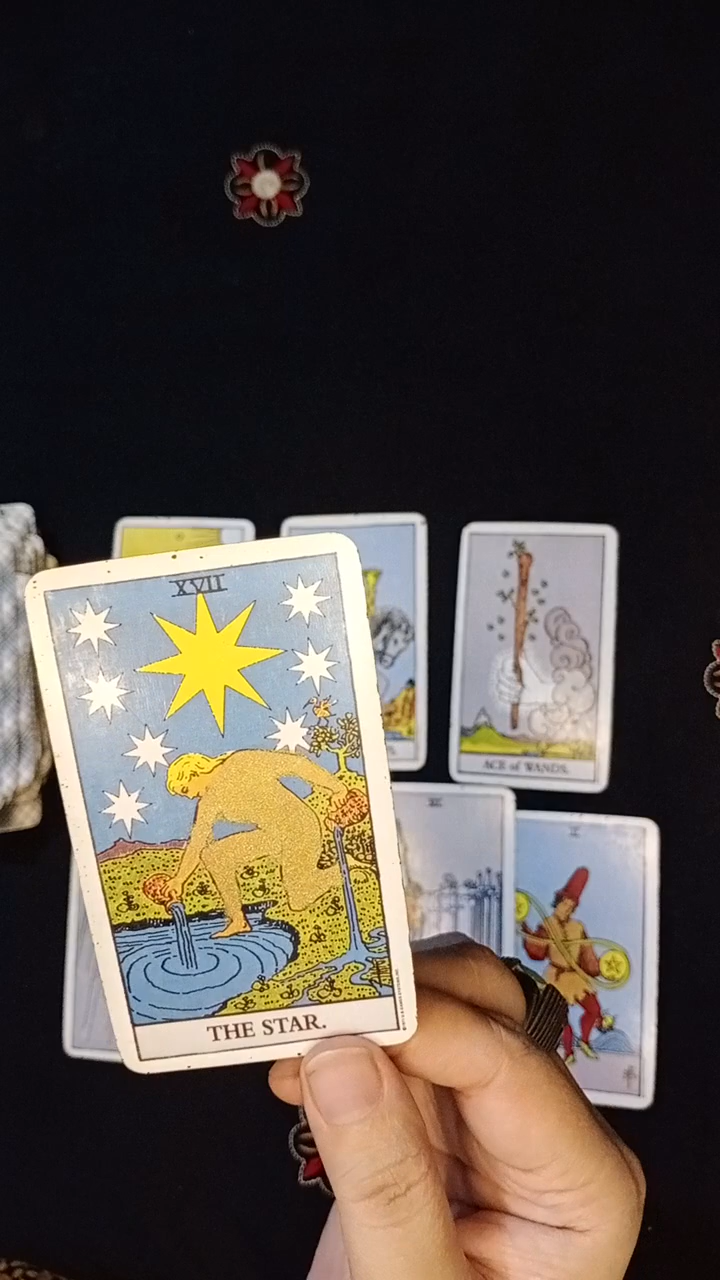 XVII
THE STAR.
ACE of WANDS.